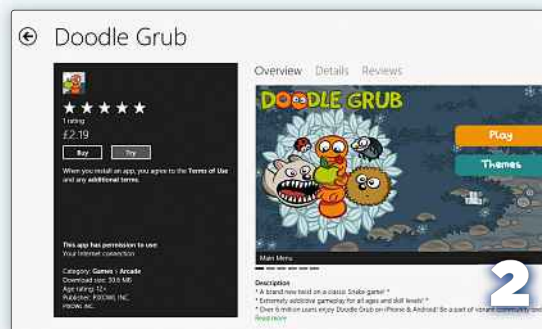 Doodle Grub
1 rating
£2.19
Buy Try
When you install an app, you agree to the Terms of Use
and any additional terms.
This app has permission to use:
Your Internet connection
Category: Games > Arcade
Download size: 30.6 MB
Age rating: 12+
Publisher: PIXOWL INC.
PIXOWL INC.
Overview Details Reviews
DOODLE GRUB
Play
Themes
Main Menu
Description
* A brand new twist on a classic Snake game! *
* Extremely addictive gameplay for all ages and skill levels! *
* Over 6 million users enjoy Doodle Grub on iPhone & Android! Be a part of vibrant community
Read more
2